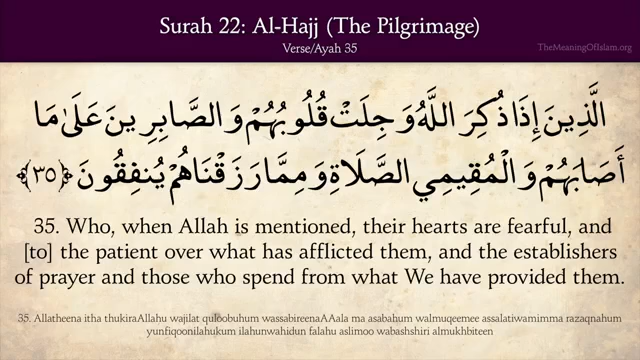 Surah 22: Al-Hajj (The Pilgrimage)
Verse/Ayah 35
TheMeaningOfIslam.org
الَّذِينَ إِذَا ذُكِرَ اللَّهُ وَجِلَتْ قُلُوبُهُمْ وَالصَّابِرِينَ عَلَىٰ مَا
أَصَابَهُمْ وَالْمُقِيمِي الصَّلَاةِ وَمِمَّا رَزَقْنَاهُمْ يُنفِقُونَ ﴿٣٥﴾
35. Who, when Allah is mentioned, their hearts are fearful, and
[to] the patient over what has afflicted them, and the establishers
of prayer and those who spend from what We have provided them.
35. Allatheena itha thukiraAllahu wajilat quloobuhum wassabireenaAAala ma asabahum walmuqeemee assalatiwamimma razaqnahum
yunfiqoonilahukum ilahunwahidun falahu aslimoo wabashshiri almukhbiteen